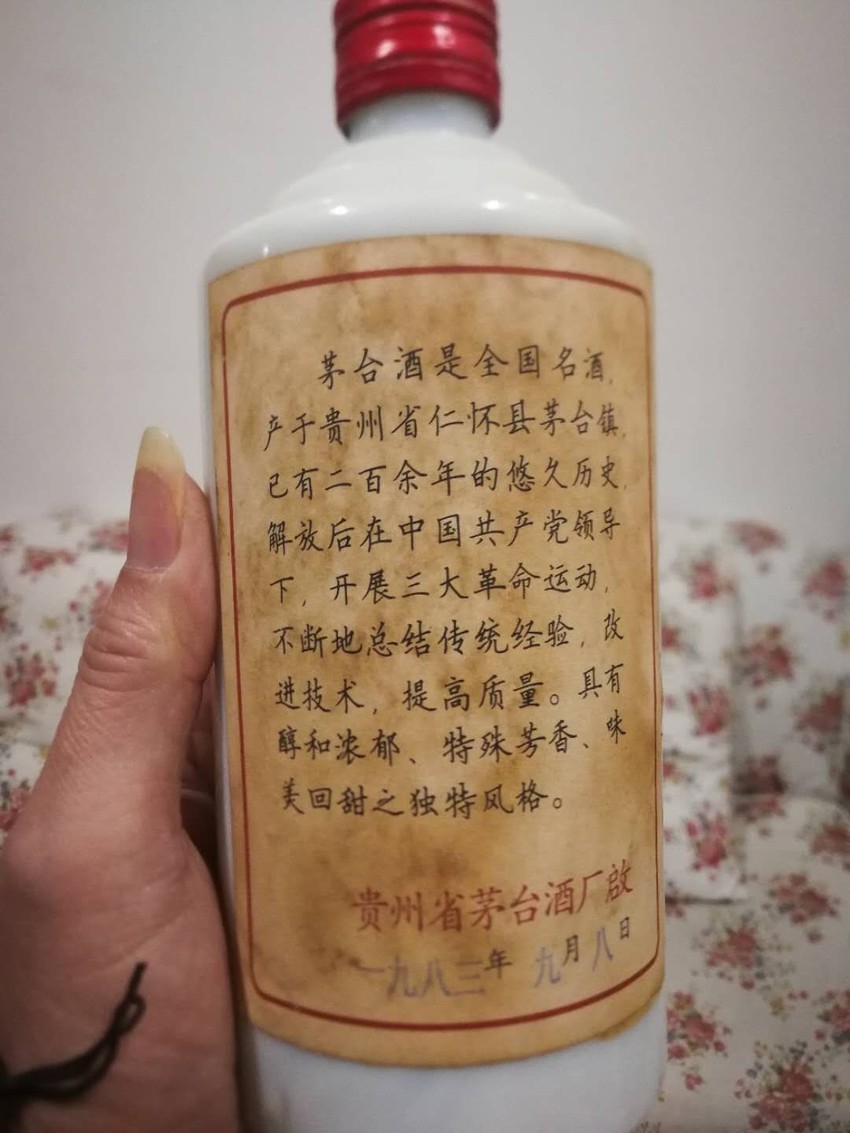 茅台酒是全国名酒,
产于贵州省仁怀县茅台镇,
已有二百余年的悠久历史,
解放后在中国共产党领导
下,开展三大革命运动,
不断地总结传统经验,改
进技术,提高质量。具有
醇和浓郁、特殊芳香、味
美回甜之独特风格。
贵州省茅台酒厂啟
一九八三年 九月八日